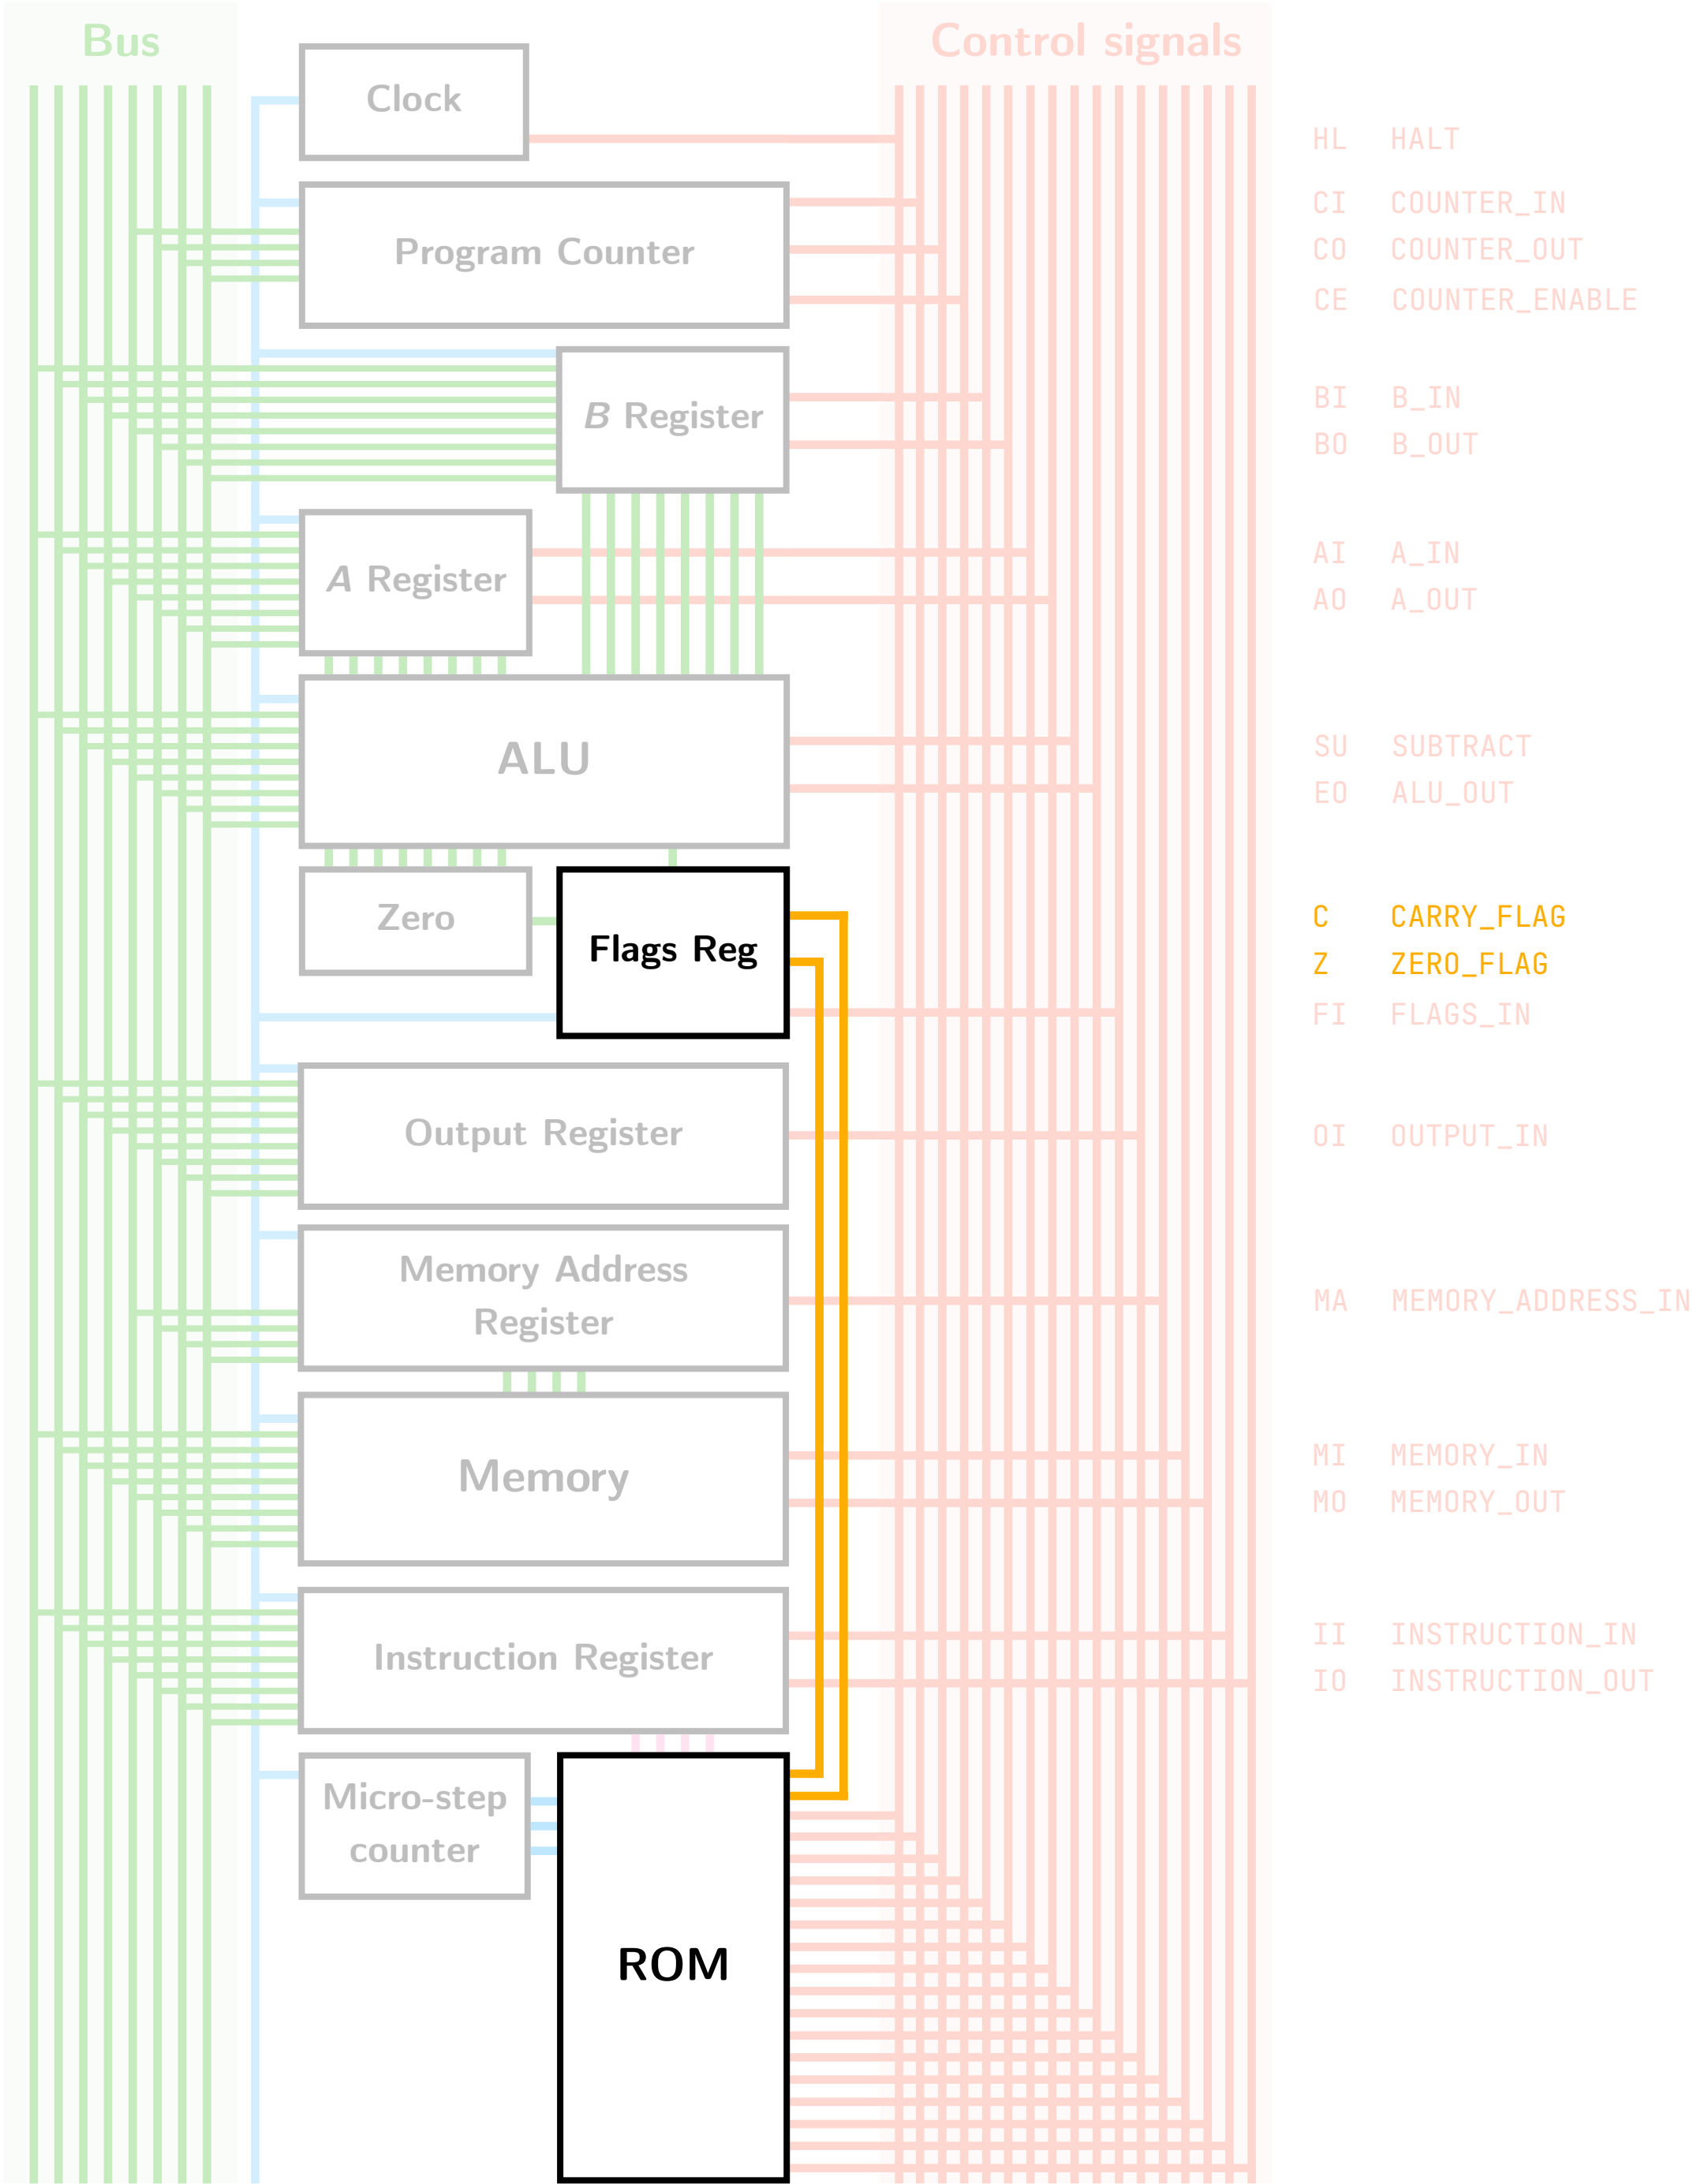 Bus
Control signals
Clock
HL HALT
Program Counter
CI COUNTER_IN
CO COUNTER_OUT
CE COUNTER_ENABLE
B Register
BI B_IN
BO B_OUT
A Register
AI A_IN
AO A_OUT
ALU
SU SUBTRACT
EO ALU_OUT
Zero
Flags Reg
C CARRY_FLAG
Z ZERO_FLAG
FI FLAGS_IN
Output Register
OI OUTPUT_IN
Memory Address
Register
MA MEMORY_ADDRESS_IN
Memory
MI MEMORY_IN
MO MEMORY_OUT
Instruction Register
II INSTRUCTION_IN
IO INSTRUCTION_OUT
Micro-step
counter
ROM